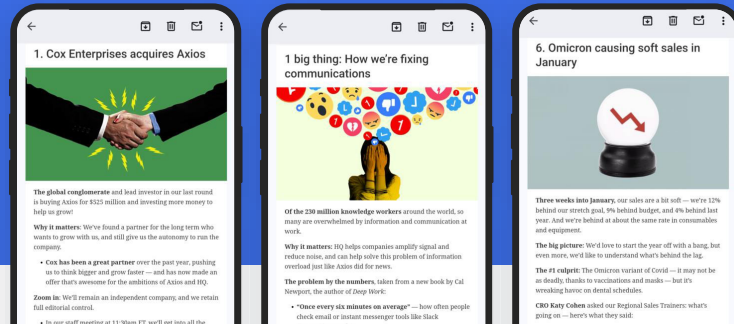 1. Cox Enterprises acquires Axios
The global conglomerate and lead investor in our last round
is buying Axios for $525 million and investing more money to
help us grow!
Why it matters: We've found a partner for the long term who
wants to grow with us, and still give us the autonomy to run the
company.
• Cox has been a great partner over the past year, pushing
us to think bigger and grow faster — and has now made an
offer that's awesome for the ambitions of Axios and HQ.
Zoom in: We'll remain an independent company, and we retain
full editorial control.
• In our staff meeting at 11:30am ET, we'll get into all the
1 big thing: How we're fixing
communications
Of the 230 million knowledge workers around the world, so
many are overwhelmed by information and communication at
work.
Why it matters: HQ helps companies amplify signal and
reduce noise, and can help solve this problem of information
overload just like Axios did for news.
The problem by the numbers, taken from a new book by Cal
Newport, the author of Deep Work:
• "Once every six minutes on average" — how often people
check email or instant messenger tools like Slack
6. Omicron causing soft sales in
January
Three weeks into January, our sales are a bit soft — we're 12%
behind our stretch goal, 9% behind budget, and 4% behind last
year. And we're behind at about the same rate in consumables
and equipment.
The big picture: We'd love to start the year off with a bang, but
even more, we'd like to understand what's behind the lag.
The #1 culprit: The Omicron variant of Covid — it may not be
as deadly, thanks to vaccinations and masks — but it's
wreaking havoc on dental schedules.
CRO Katy Cohen asked our Regional Sales Trainers: what's
going on — here's what they said: